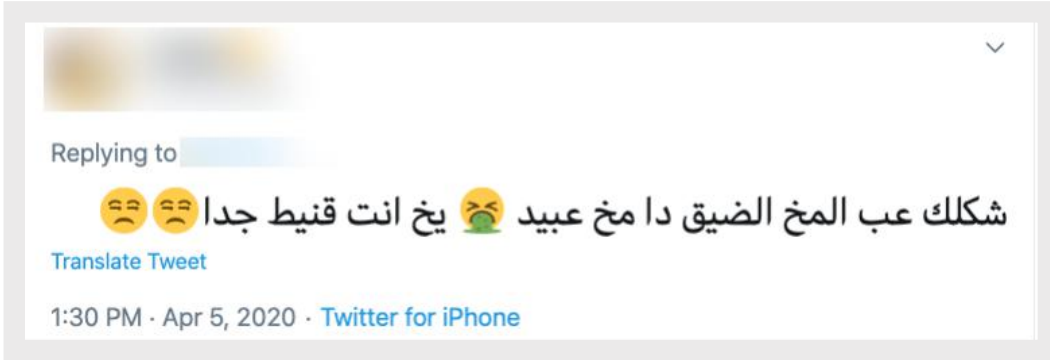 Replying to
شكلك عب المخ الضيق دا مخ عبيد 🤮 يخ انت قنيط جدا 😒😒
Translate Tweet
1:30 PM · Apr 5, 2020 · Twitter for iPhone